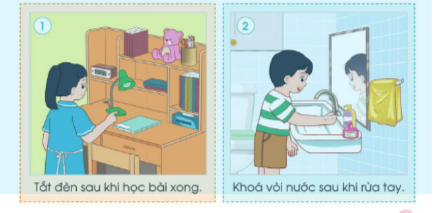 1
Tắt đèn sau khi học bài xong.
2
Khoá vòi nước sau khi rửa tay.